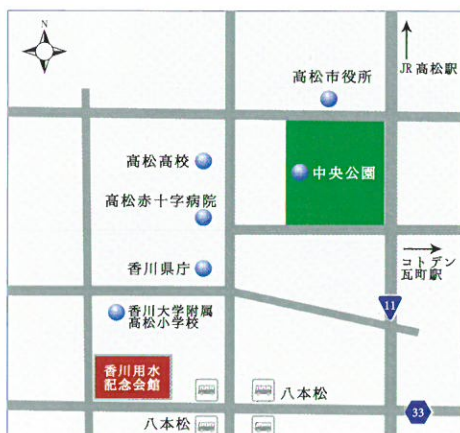 N
JR高松駅
高松市役所
高松高校
中央公園
高松赤十字病院
香川県庁
コトデン
瓦町駅
11
香川大学附属
高松小学校
香川用水
記念会館
八本松
八本松
33